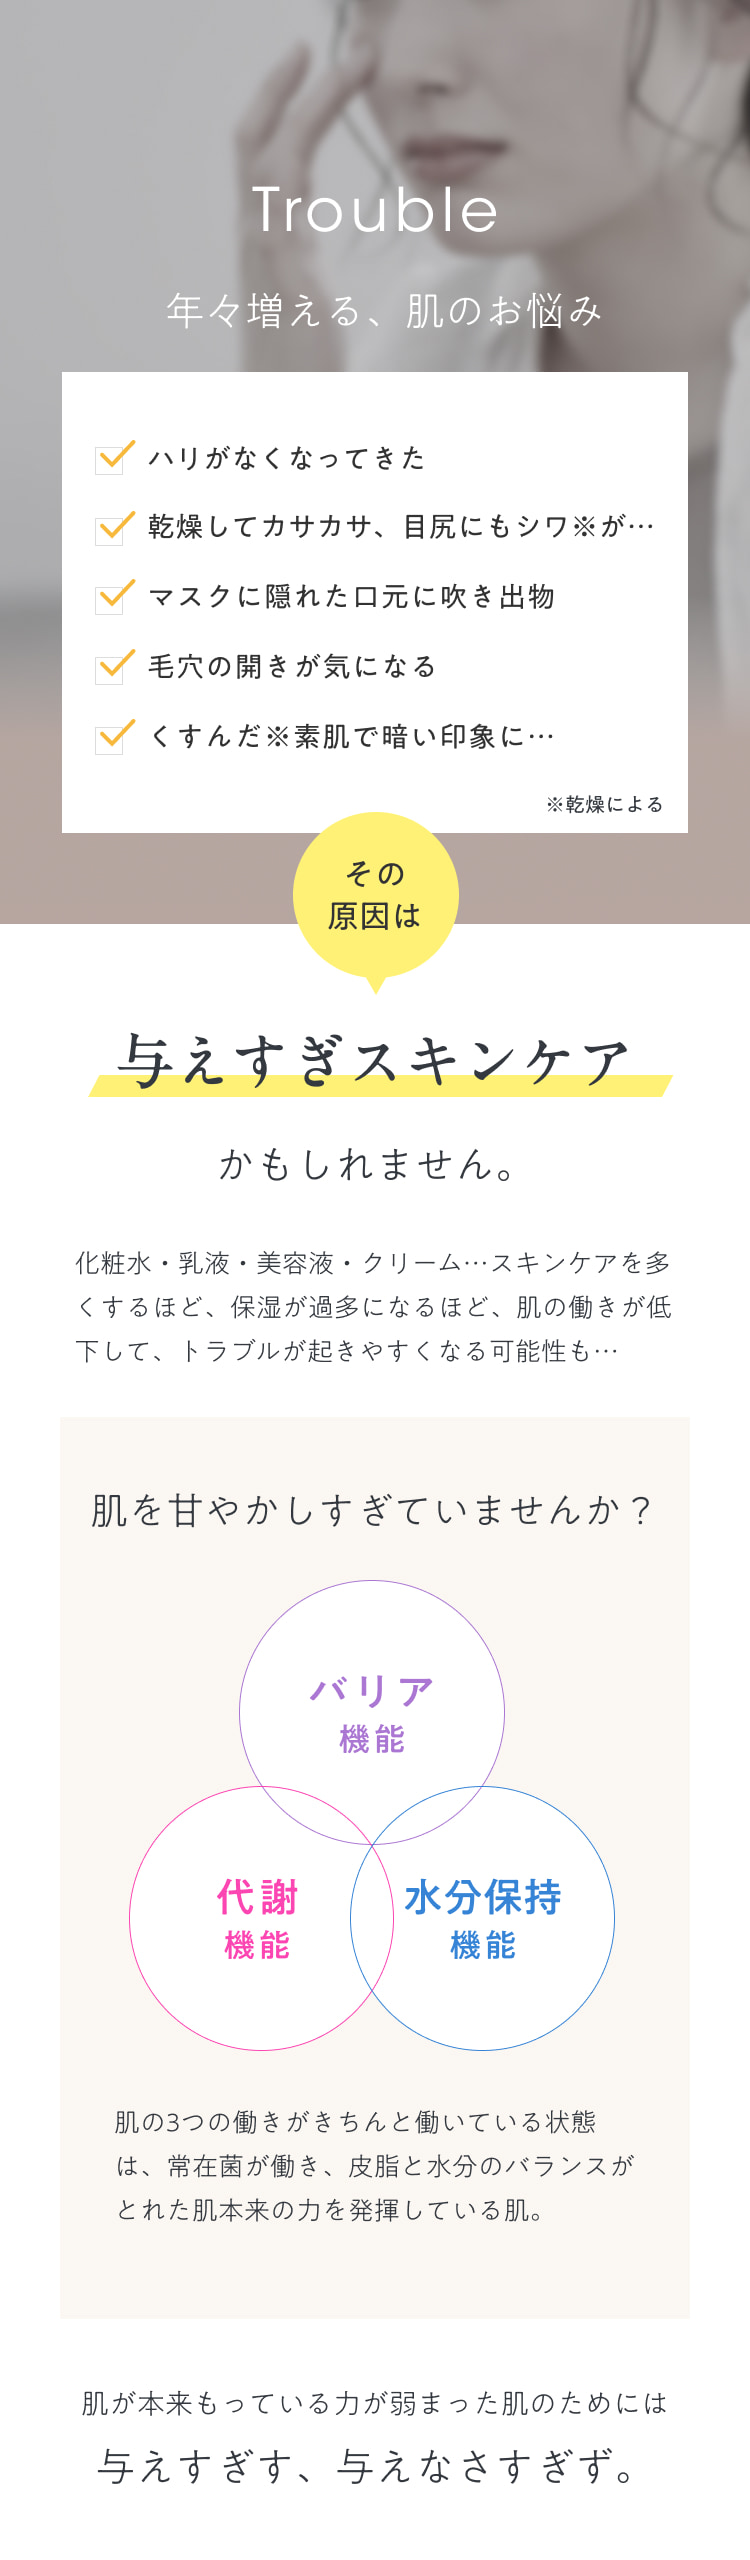 Trouble
年々増える、肌のお悩み
ハリがなくなってきた
乾燥してカサカサ、目尻にもシワ※が…
マスクに隠れた口元に吹き出物
毛穴の開きが気になる
くすんだ※素肌で暗い印象に…
※乾燥による
その
原因は
与えすぎスキンケア
かもしれません。
化粧水・乳液・美容液・クリーム…スキンケアを多
くするほど、保湿が過多になるほど、肌の働きが低
下して、トラブルが起きやすくなる可能性も…
肌を甘やかしすぎていませんか？
バリア
機能
代謝
機能
水分保持
機能
肌の3つの働きがきちんと働いている状態
は、常在菌が働き、皮脂と水分のバランスが
とれた肌本来の力を発揮している肌。
肌が本来もっている力が弱まった肌のためには
与えすぎす、与えなさすぎず。